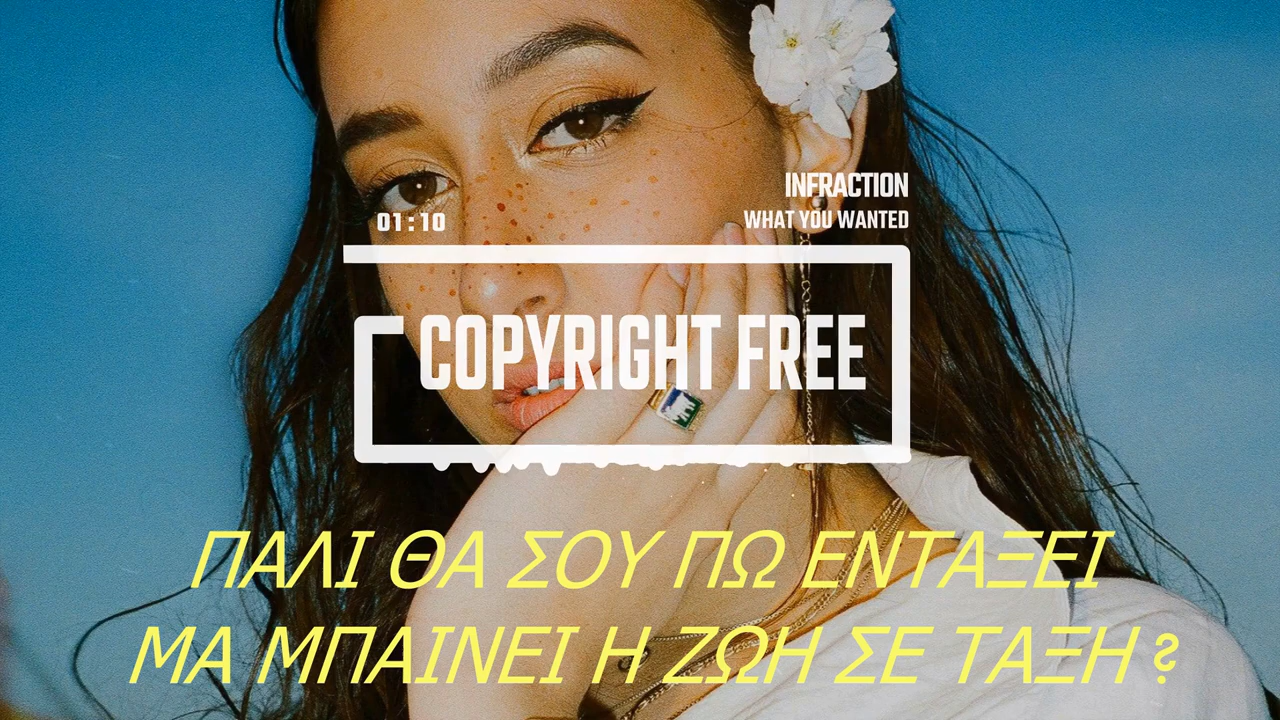 INFRACTION
01:10 WHAT YOU WANTED
COPYRIGHT FREE
ΠΑΛΙ ΘΑ ΣΟΥ ΠΩ ΕΝΤΑΞΕΙ
ΜΑ ΜΠΑΙΝΕΙ Η ΖΩΗ ΣΕ ΤΑΞΗ ?